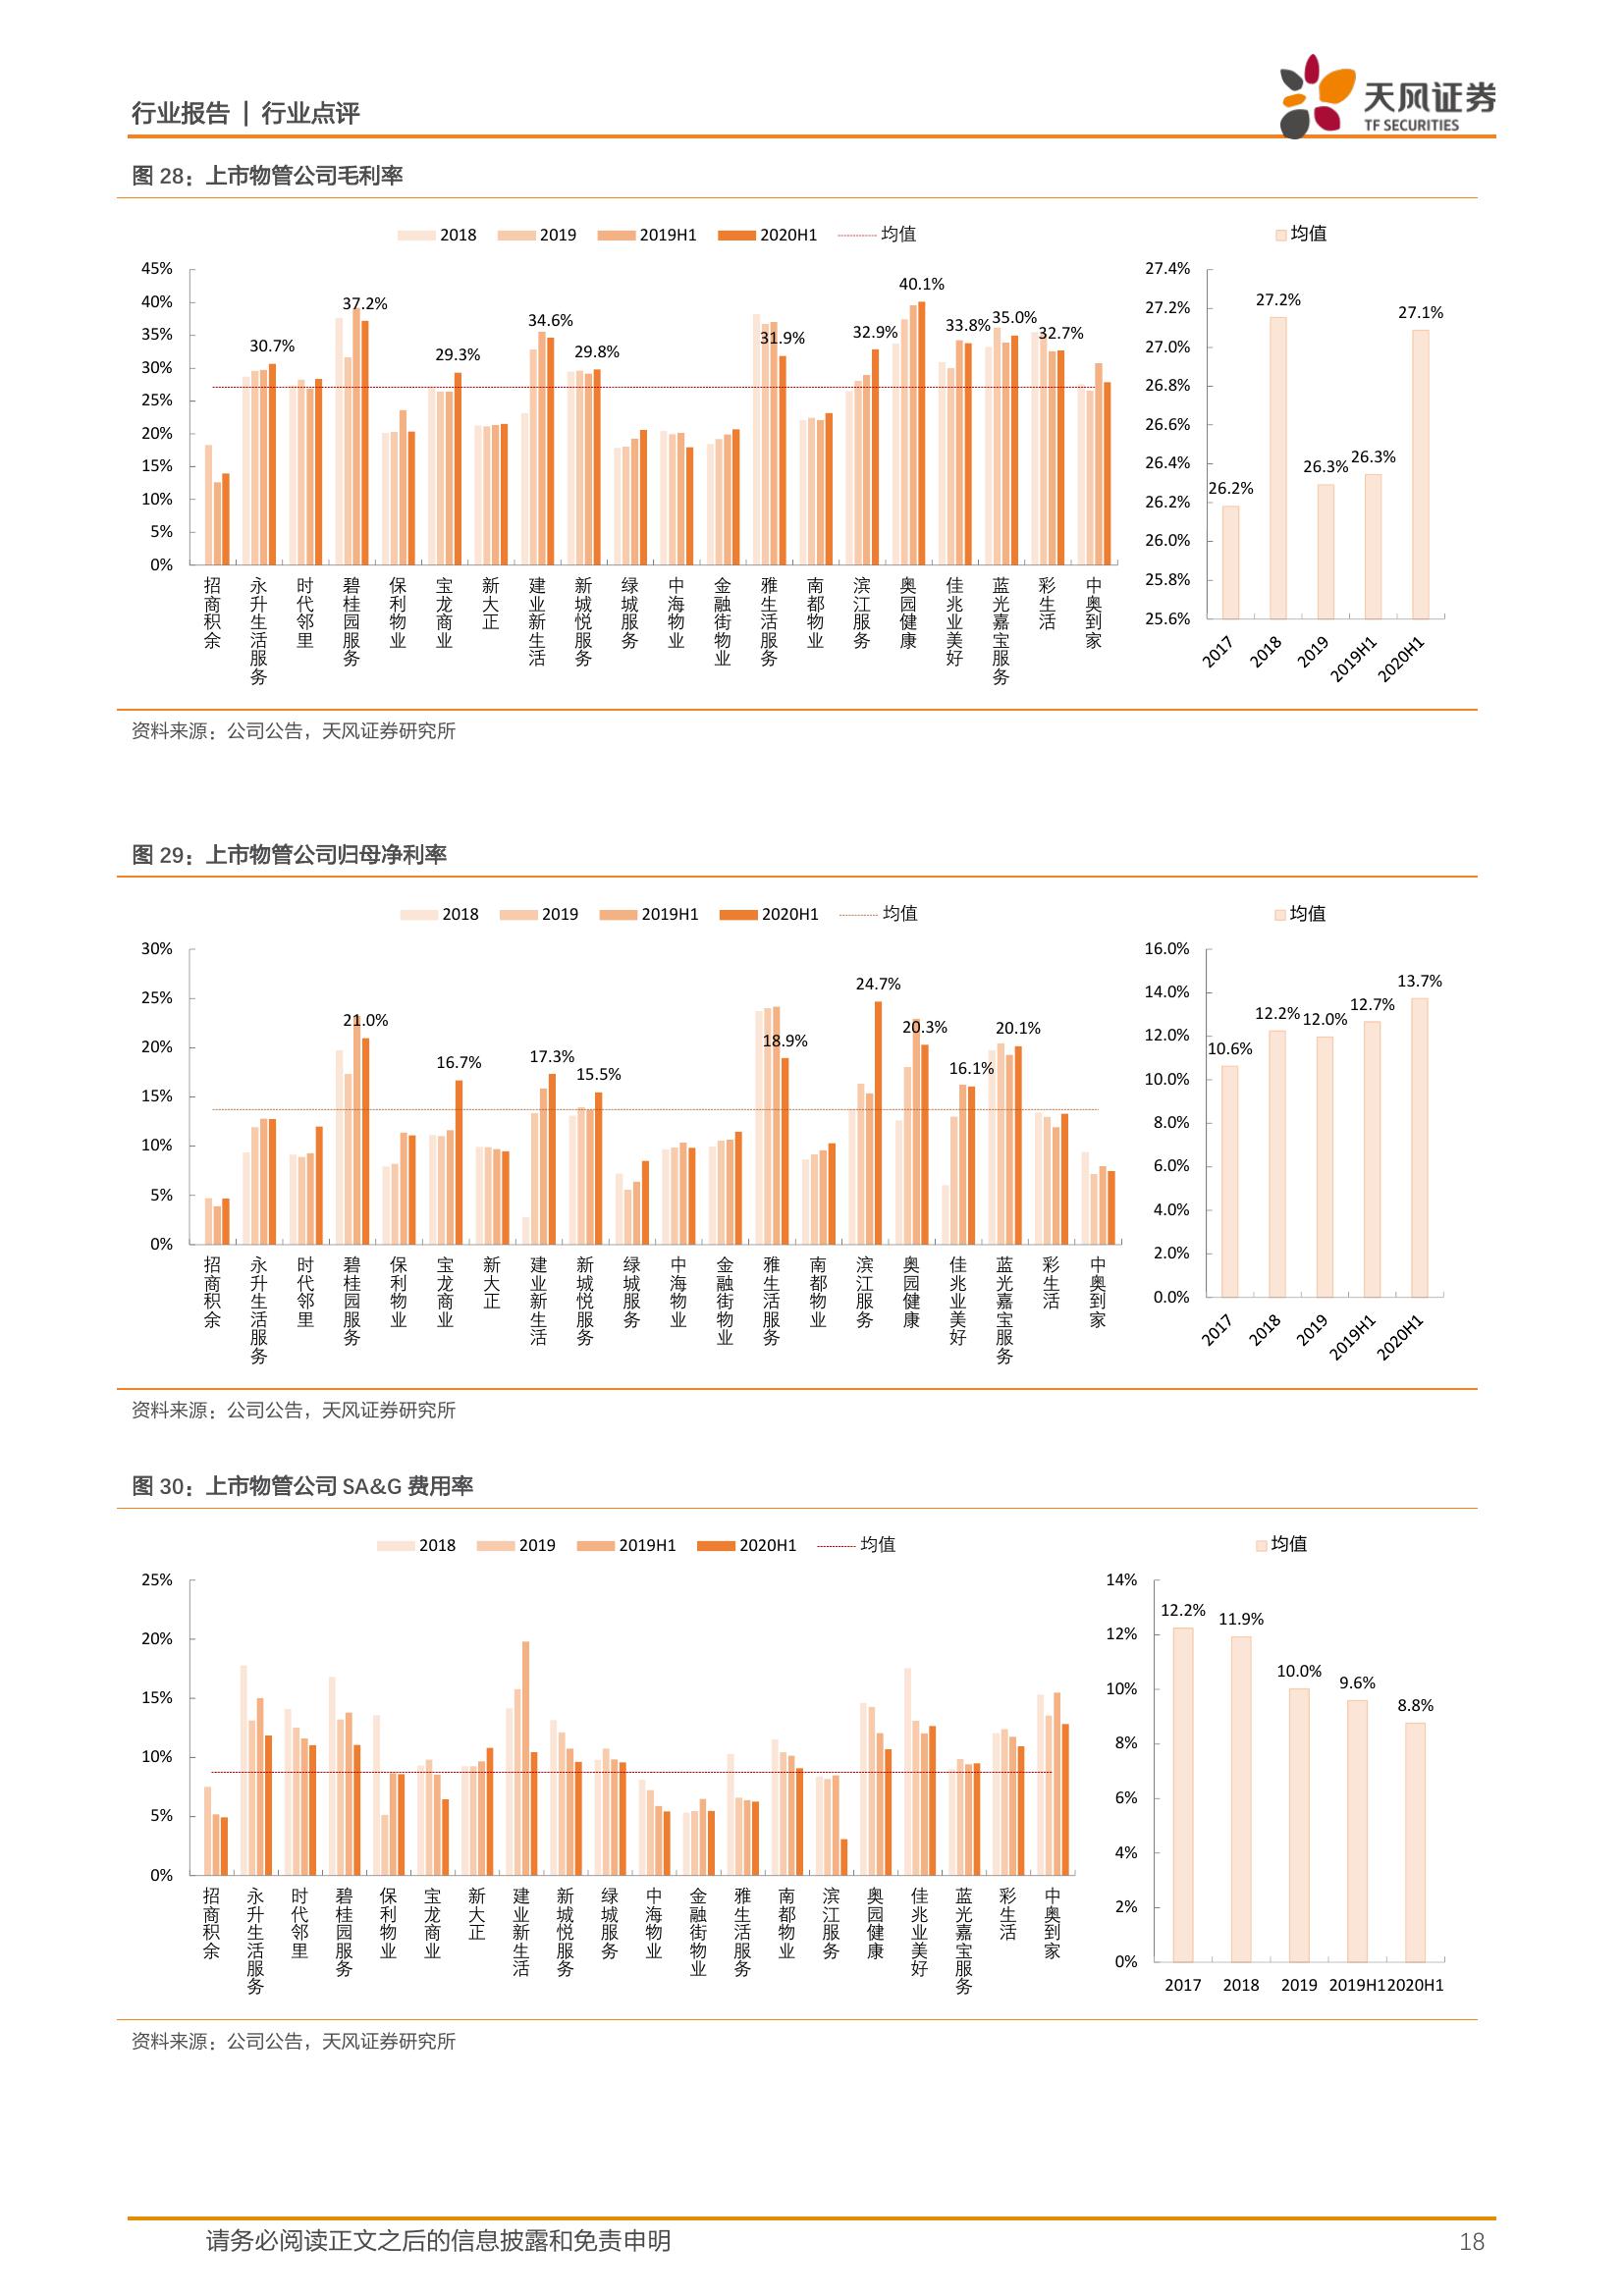 行业报告 | 行业点评
天风证券
TF SECURITIES
图 28：上市物管公司毛利率
2018 2019 2019H1 2020H1 均值
45%
40%
35%
30%
25%
20%
15%
10%
5%
0%
30.7% 37.2% 29.3% 34.6% 29.8% 31.9% 32.9% 40.1% 33.8% 35.0% 32.7%
招商积余 永升生活服务 时代邻里 碧桂园服务 保利物业 宝龙商业 新大正 建业新生活 新城悦服务 绿城服务 中海物业 金融街物业 雅生活服务 南都物业 滨江服务 奥园健康 佳兆业美好 蓝光嘉宝服务 彩生活 中奥到家
均值
27.4%
27.2%
27.0%
26.8%
26.6%
26.4%
26.2%
26.0%
25.8%
25.6%
26.2% 27.2% 26.3% 26.3% 27.1%
2017 2018 2019 2019H1 2020H1
资料来源：公司公告，天风证券研究所
图 29：上市物管公司归母净利率
2018 2019 2019H1 2020H1 均值
30%
25%
20%
15%
10%
5%
0%
21.0% 16.7% 17.3% 15.5% 18.9% 24.7% 20.3% 16.1% 20.1%
招商积余 永升生活服务 时代邻里 碧桂园服务 保利物业 宝龙商业 新大正 建业新生活 新城悦服务 绿城服务 中海物业 金融街物业 雅生活服务 南都物业 滨江服务 奥园健康 佳兆业美好 蓝光嘉宝服务 彩生活 中奥到家
均值
16.0%
14.0%
12.0%
10.0%
8.0%
6.0%
4.0%
2.0%
0.0%
10.6% 12.2% 12.0% 12.7% 13.7%
2017 2018 2019 2019H1 2020H1
资料来源：公司公告，天风证券研究所
图 30：上市物管公司 SA&G 费用率
2018 2019 2019H1 2020H1 均值
25%
20%
15%
10%
5%
0%
招商积余 永升生活服务 时代邻里 碧桂园服务 保利物业 宝龙商业 新大正 建业新生活 新城悦服务 绿城服务 中海物业 金融街物业 雅生活服务 南都物业 滨江服务 奥园健康 佳兆业美好 蓝光嘉宝服务 彩生活 中奥到家
均值
14%
12%
10%
8%
6%
4%
2%
0%
12.2% 11.9% 10.0% 9.6% 8.8%
2017 2018 2019 2019H1 2020H1
资料来源：公司公告，天风证券研究所
请务必阅读正文之后的信息披露和免责申明 18